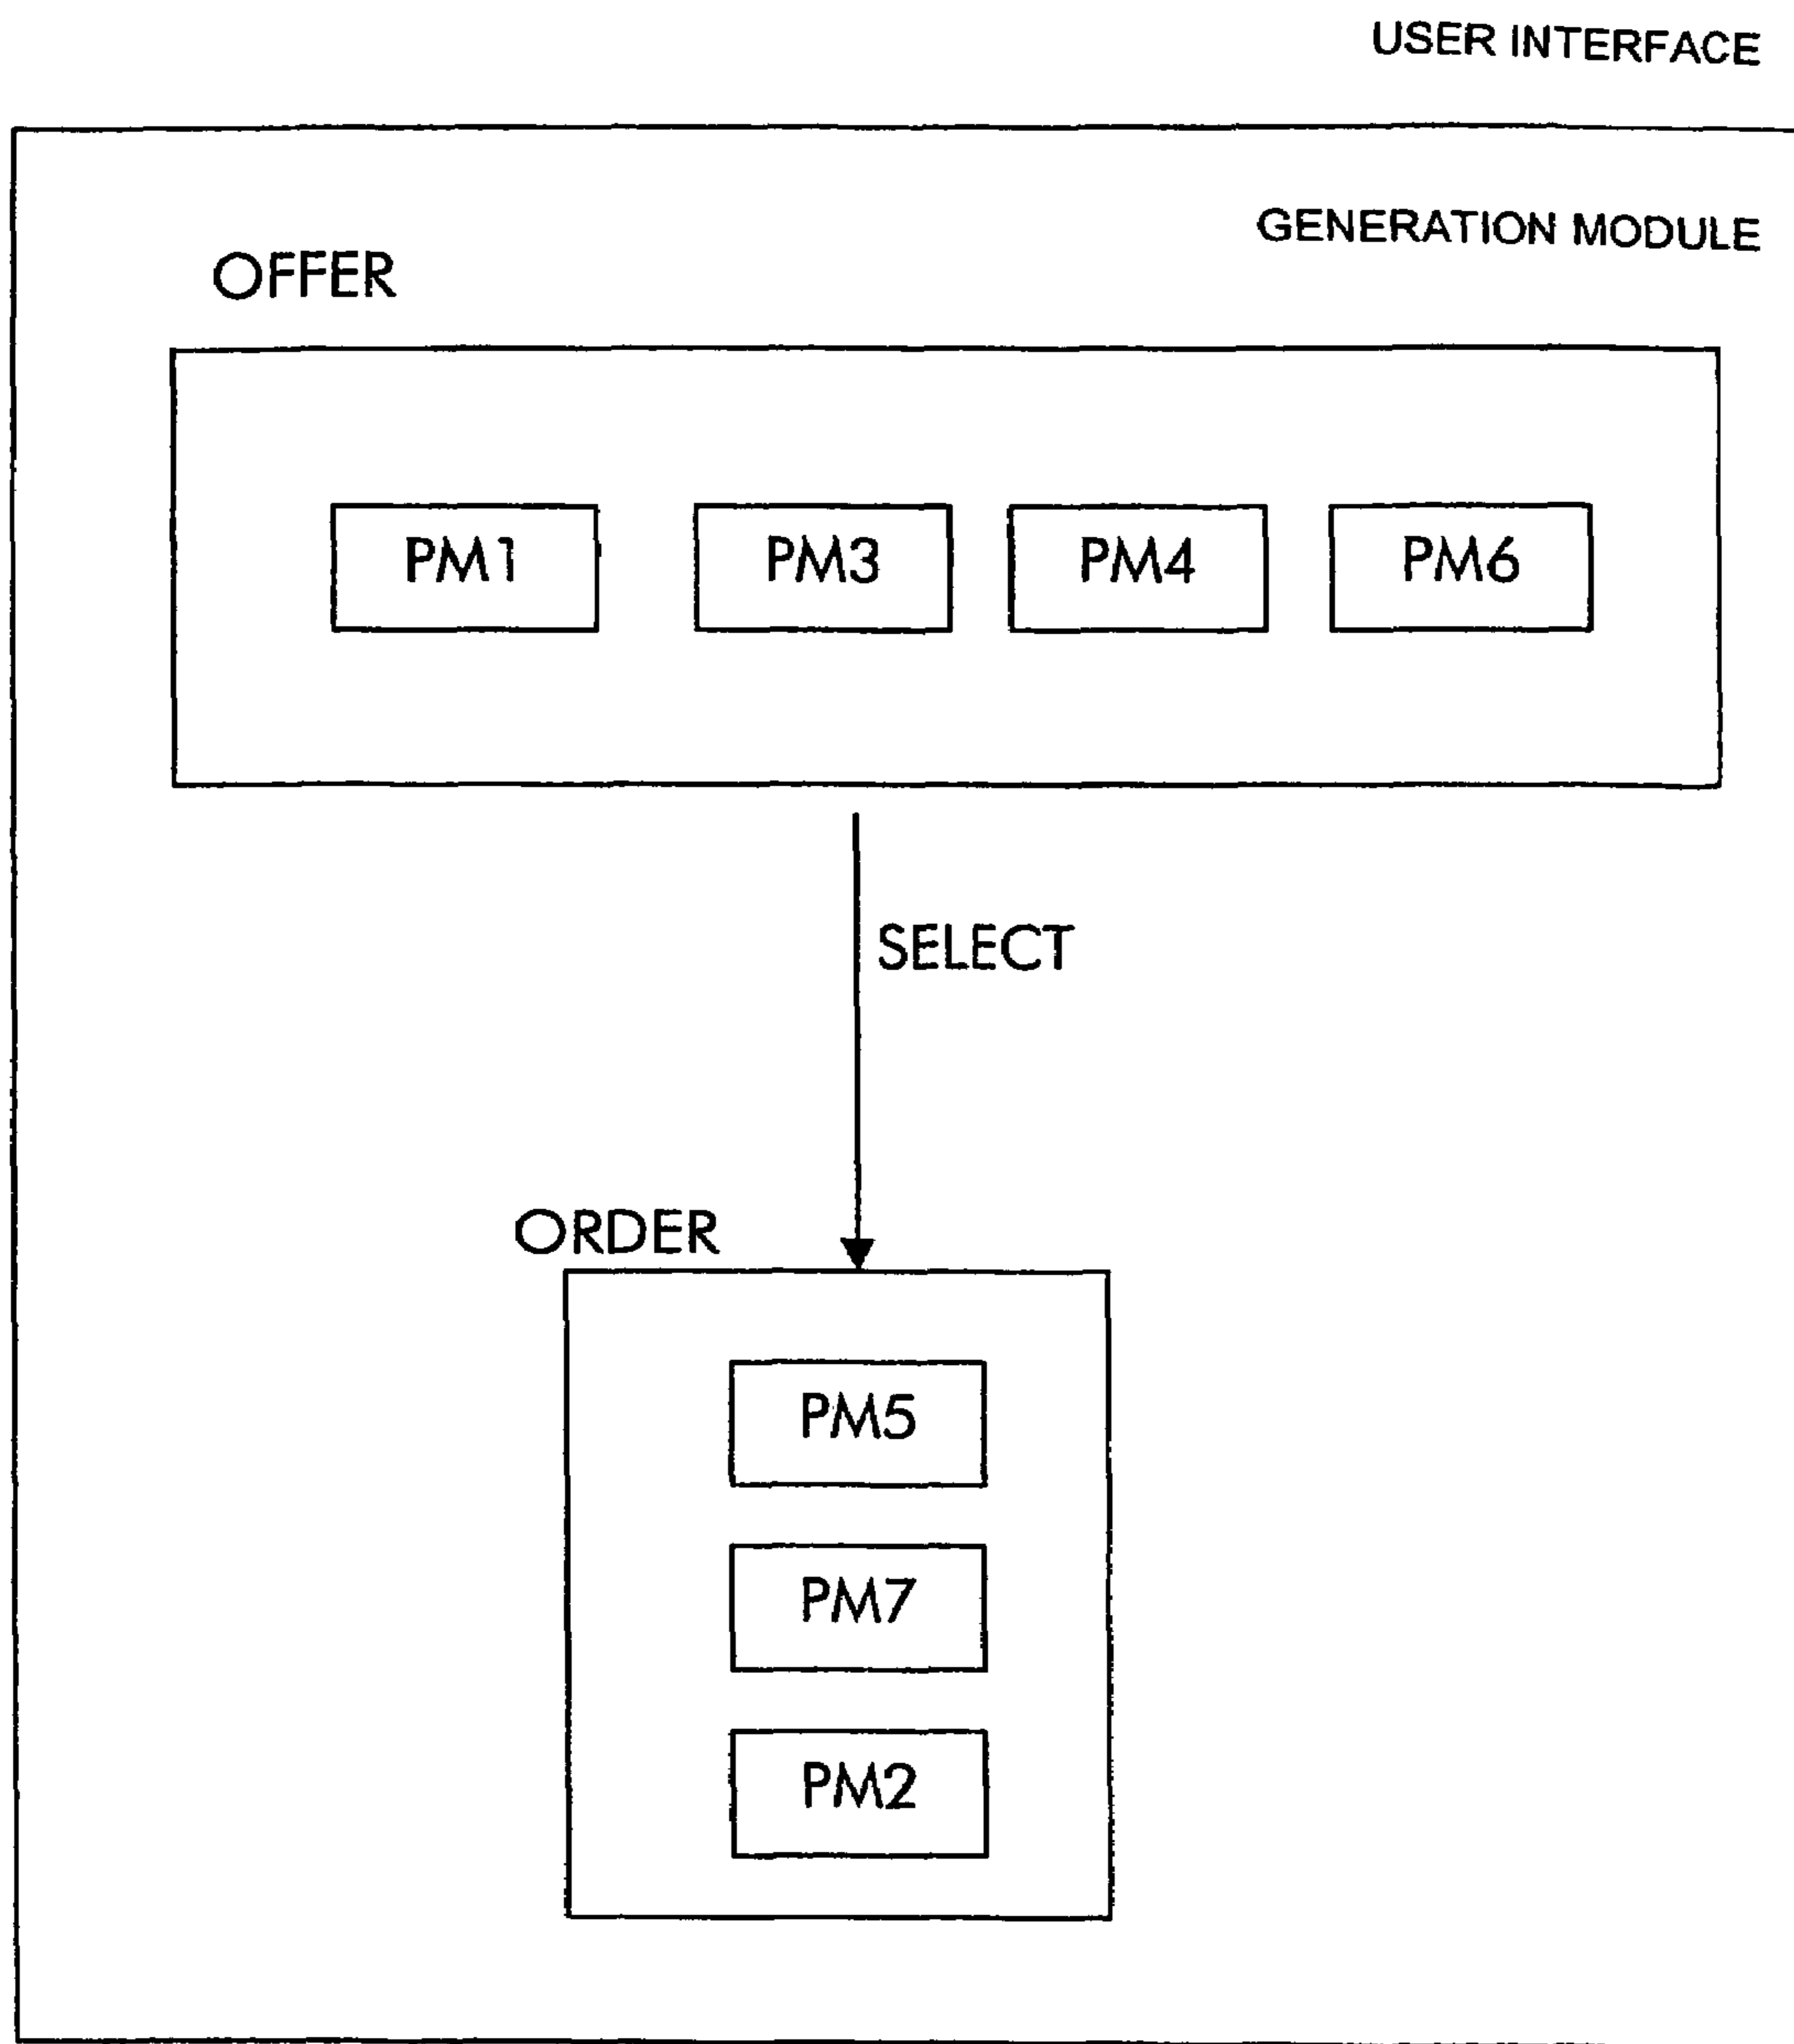 USER INTERFACE
GENERATION MODULE
OFFER
PM1 PM3 PM4 PM6
SELECT
ORDER
PM5
PM7
PM2